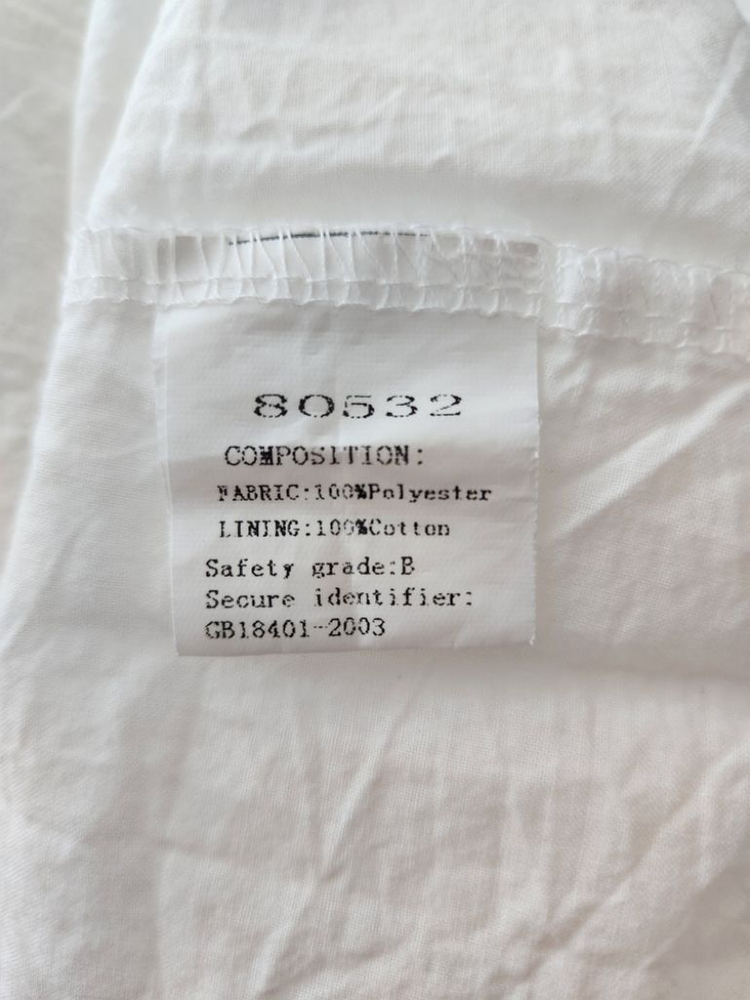 80532
COMPOSITION:
FABRIC:100%Polyester
LINING:100%Cotton
Safety grade:B
Secure identifier:
GB18401-2003